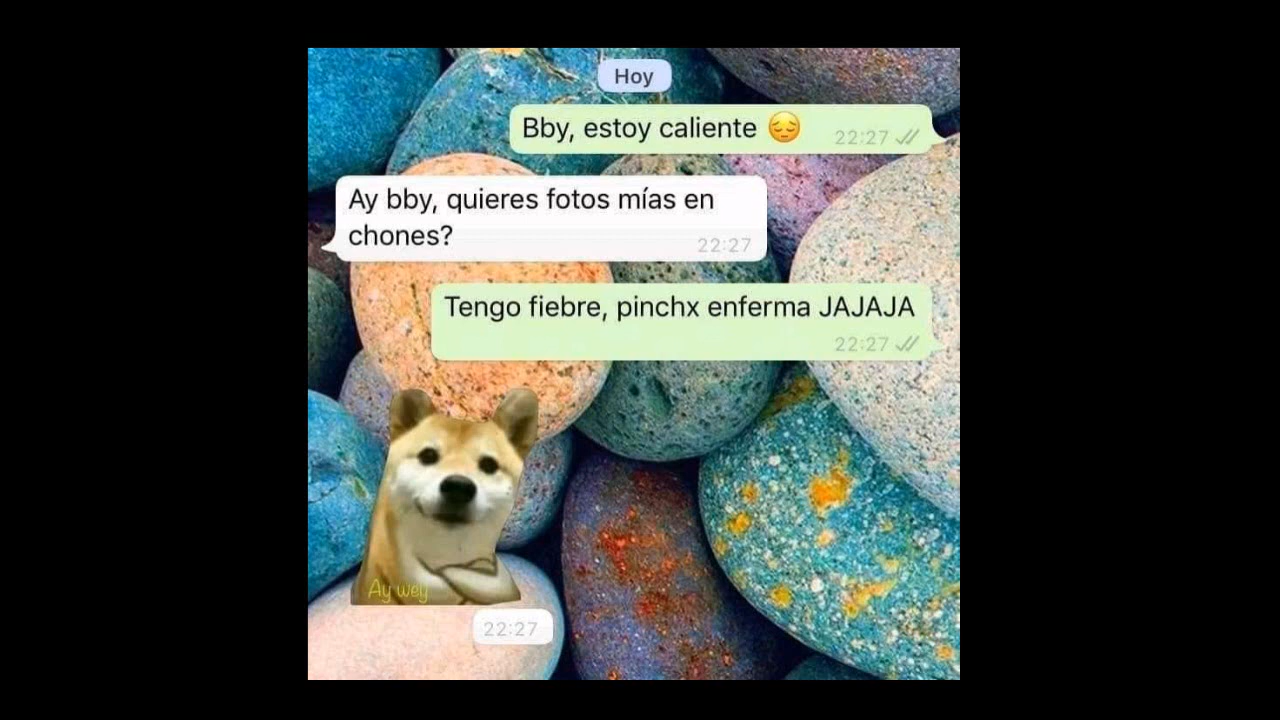 Hoy
Bby, estoy caliente 😔
22:27
Ay bby, quieres fotos mías en
chones?
22:27
Tengo fiebre, pinchx enferma JAJAJA
22:27
Ay wey
22:27